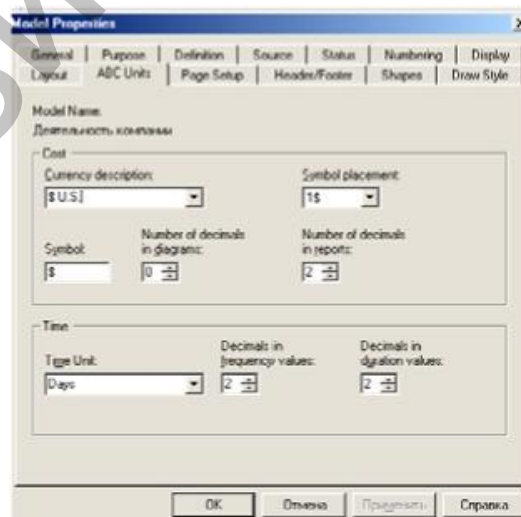 Model Properties
General Purpose Definition Source Status Numbering Display
Layout ABC Units Page Setup Header/Footer Shapes Draw Style
Model Name:
Деятельность компании
Cost
Currency description: Symbol placement:
$ U.S. 1$
Symbol: Number of decimals in diagrams: Number of decimals in reports:
$ 0 2
Time
Time Unit: Decimals in frequency values: Decimals in duration values:
Days 2 2
OK Отмена Применить Справка